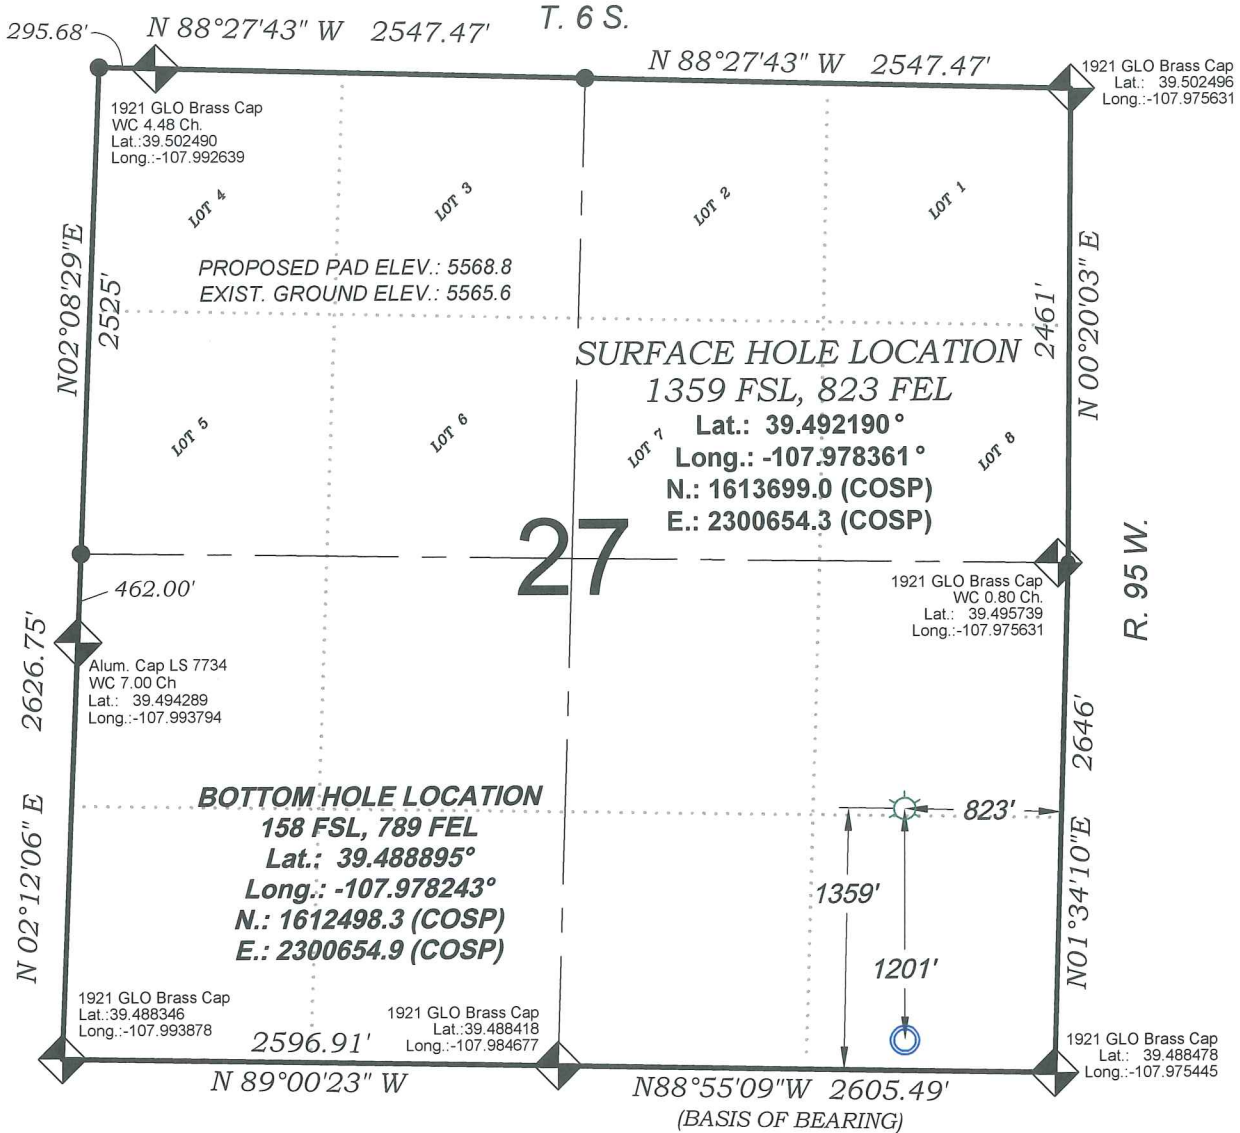 T. 6 S.
295.68'
N 88°27'43" W 2547.47'
N 88°27'43" W 2547.47'
1921 GLO Brass Cap
Lat.: 39.502496
Long.:-107.975631
1921 GLO Brass Cap
WC 4.48 Ch.
Lat.:39.502490
Long.:-107.992639
LOT 4
LOT 3
LOT 2
LOT 1
N02°08'29"E
2525'
PROPOSED PAD ELEV.: 5568.8
EXIST. GROUND ELEV.: 5565.6
2461'
N 00°20'03" E
SURFACE HOLE LOCATION
1359 FSL, 823 FEL
Lat.: 39.492190°
Long.: -107.978361°
N.: 1613699.0 (COSP)
E.: 2300654.3 (COSP)
LOT 5
LOT 6
LOT 7
LOT 8
27
R. 95 W.
462.00'
1921 GLO Brass Cap
WC 0.80 Ch.
Lat.: 39.495739
Long.:-107.975631
2626.75'
Alum. Cap LS 7734
WC 7.00 Ch
Lat.: 39.494289
Long.:-107.993794
2646'
BOTTOM HOLE LOCATION
158 FSL, 789 FEL
Lat.: 39.488895°
Long.: -107.978243°
N.: 1612498.3 (COSP)
E.: 2300654.9 (COSP)
823'
1359'
1201'
N 02°12'06" E
N01°34'10"E
1921 GLO Brass Cap
Lat.:39.488346
Long.:-107.993878
1921 GLO Brass Cap
Lat.:39.488418
Long.:-107.984677
2596.91'
N 89°00'23" W
1921 GLO Brass Cap
Lat.: 39.488478
Long.:-107.975445
N88°55'09"W 2605.49'
(BASIS OF BEARING)